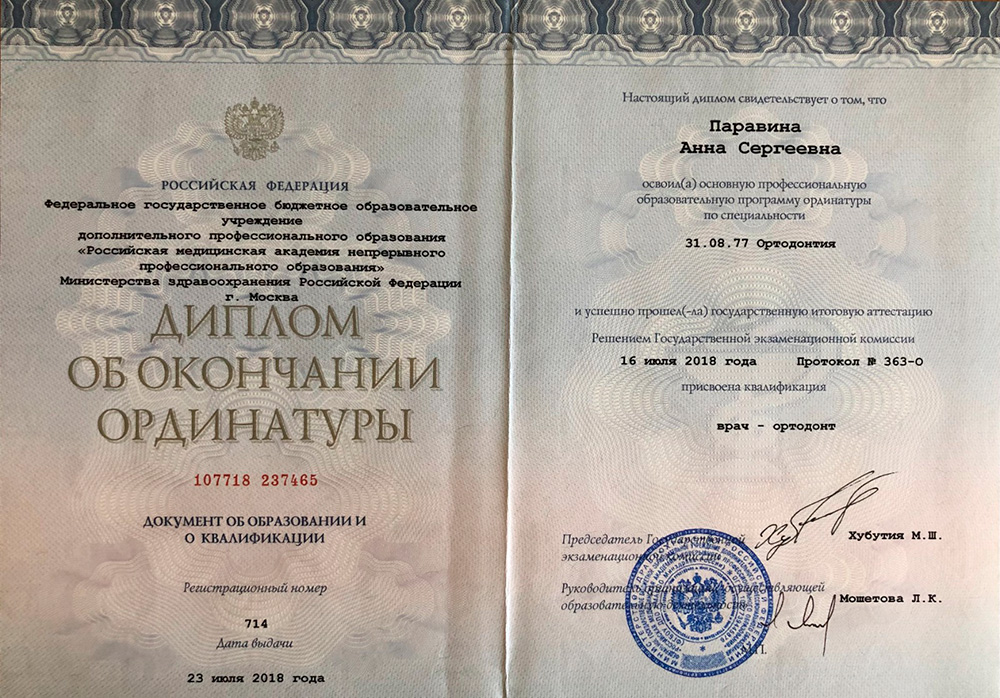 РОССИЙСКАЯ ФЕДЕРАЦИЯ
Федеральное государственное бюджетное образовательное
учреждение
дополнительного профессионального образования
«Российская медицинская академия непрерывного
профессионального образования»
Министерства здравоохранения Российской Федерации
г. Москва
ДИПЛОМ
ОБ ОКОНЧАНИИ
ОРДИНАТУРЫ
107718 237465
ДОКУМЕНТ ОБ ОБРАЗОВАНИИ И
О КВАЛИФИКАЦИИ
Регистрационный номер
714
Дата выдачи
23 июля 2018 года
Настоящий диплом свидетельствует о том, что
Паравина
Анна Сергеевна
освоил(а) основную профессиональную
образовательную программу ординатуры
по специальности
31.08.77 Ортодонтия
и успешно прошел(-ла) государственную итоговую аттестацию
Решением Государственной экзаменационной комиссии
16 июля 2018 года Протокол № 363-О
присвоена квалификация
врач - ортодонт
Председатель Государственной
экзаменационной комиссии
Хубутия М.Ш.
Руководитель организации, осуществляющей
образовательную деятельность
Мошетова Л.К.
М.П.